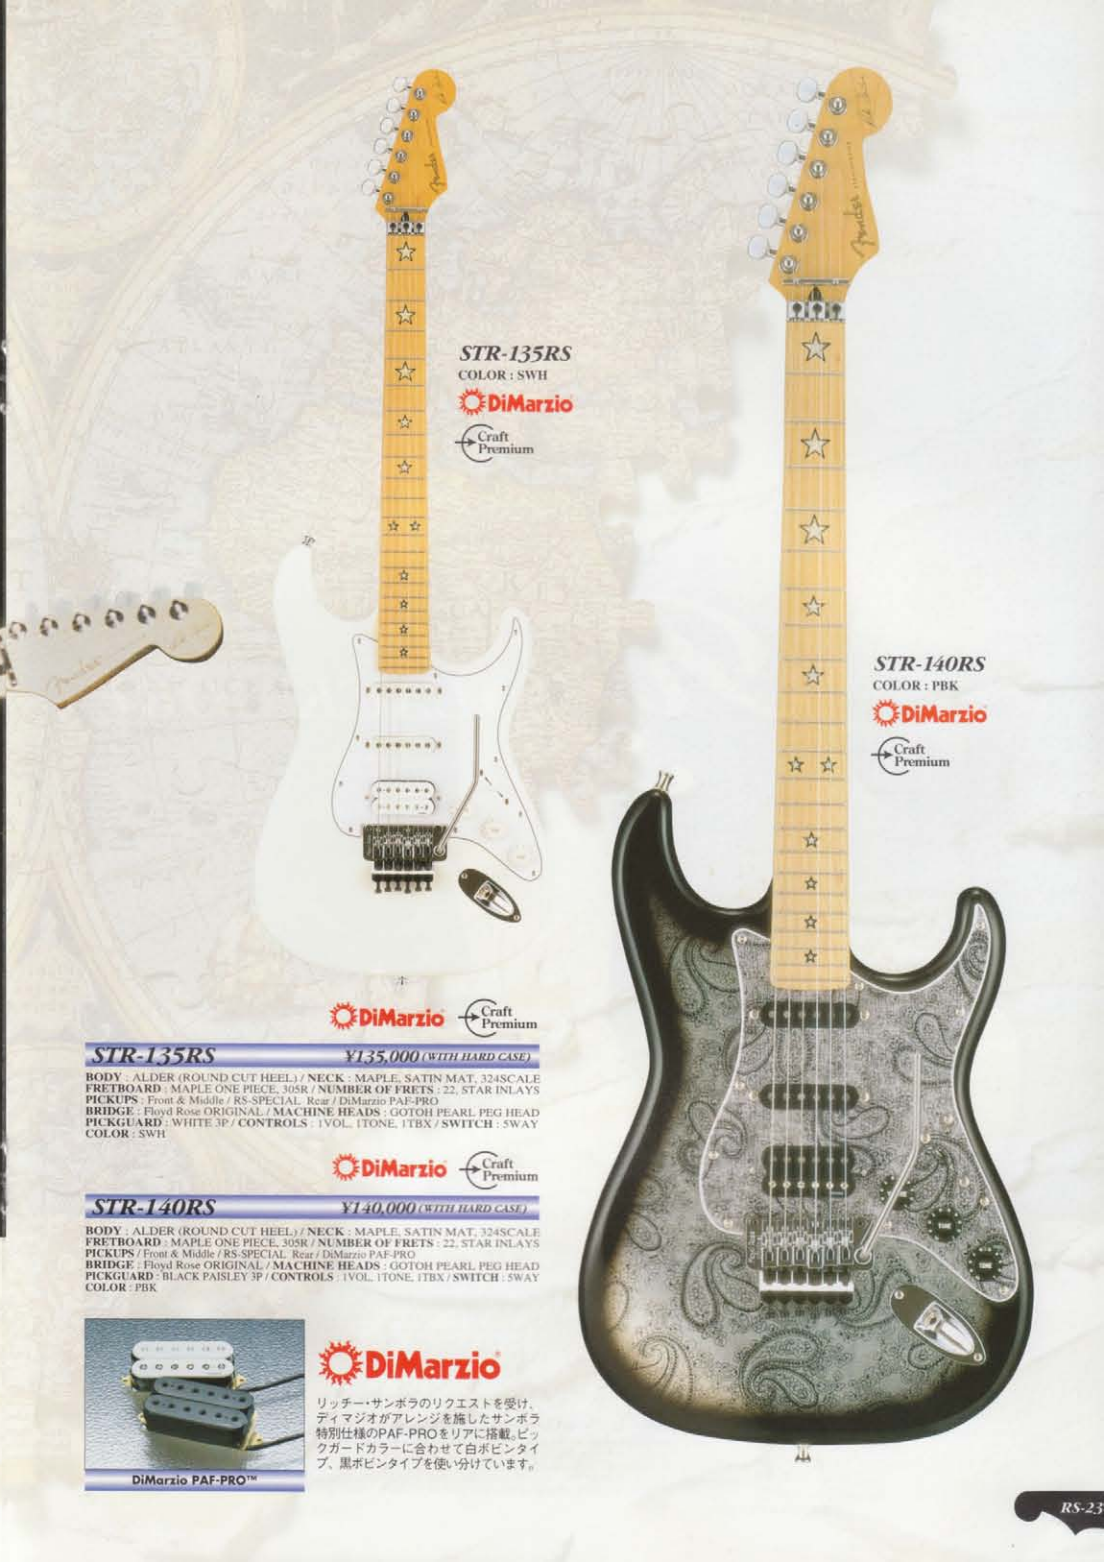 Fender
Fender
Fender
STR-135RS
COLOR : SWH
DiMarzio
Craft
Premium
STR-140RS
COLOR : PBK
DiMarzio
Craft
Premium
DiMarzio Craft
Premium
STR-135RS ¥135,000 (WITH HARD CASE)
BODY : ALDER (ROUND CUT HEEL) / NECK : MAPLE, SATIN MAT, 324SCALE
FRETBOARD : MAPLE ONE PIECE, 305R / NUMBER OF FRETS : 22, STAR INLAYS
PICKUPS : Front & Middle / RS-SPECIAL Rear / DiMarzio PAF-PRO
BRIDGE : Floyd Rose ORIGINAL / MACHINE HEADS : GOTOH PEARL PEG HEAD
PICKGUARD : WHITE 3P / CONTROLS : 1VOL, 1TONE, 1TBX / SWITCH : 5WAY
COLOR : SWH
DiMarzio Craft
Premium
STR-140RS ¥140,000 (WITH HARD CASE)
BODY : ALDER (ROUND CUT HEEL) / NECK : MAPLE, SATIN MAT, 324SCALE
FRETBOARD : MAPLE ONE PIECE, 305R / NUMBER OF FRETS : 22, STAR INLAYS
PICKUPS / Front & Middle / RS-SPECIAL Rear / DiMarzio PAF-PRO
BRIDGE : Floyd Rose ORIGINAL / MACHINE HEADS : GOTOH PEARL PEG HEAD
PICKGUARD : BLACK PAISLEY 3P / CONTROLS : 1VOL, 1TONE, 1TBX / SWITCH : 5WAY
COLOR : PBK
DiMarzio
リッチー・サンボラのリクエストを受け、
ディマジオがアレンジを施したサンボラ
特別仕様のPAF-PROをリアに搭載。ピッ
クガードカラーに合わせて白ボビンタイ
プ、黒ボビンタイプを使い分けています。
DiMarzio PAF-PRO™
RS-23